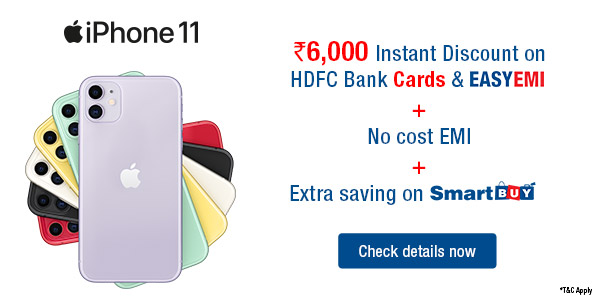 iPhone 11
₹6,000 Instant Discount on
HDFC Bank Cards & EASYEMI
+
No cost EMI
+
Extra saving on SmartBUY
Check details now
*T&C Apply